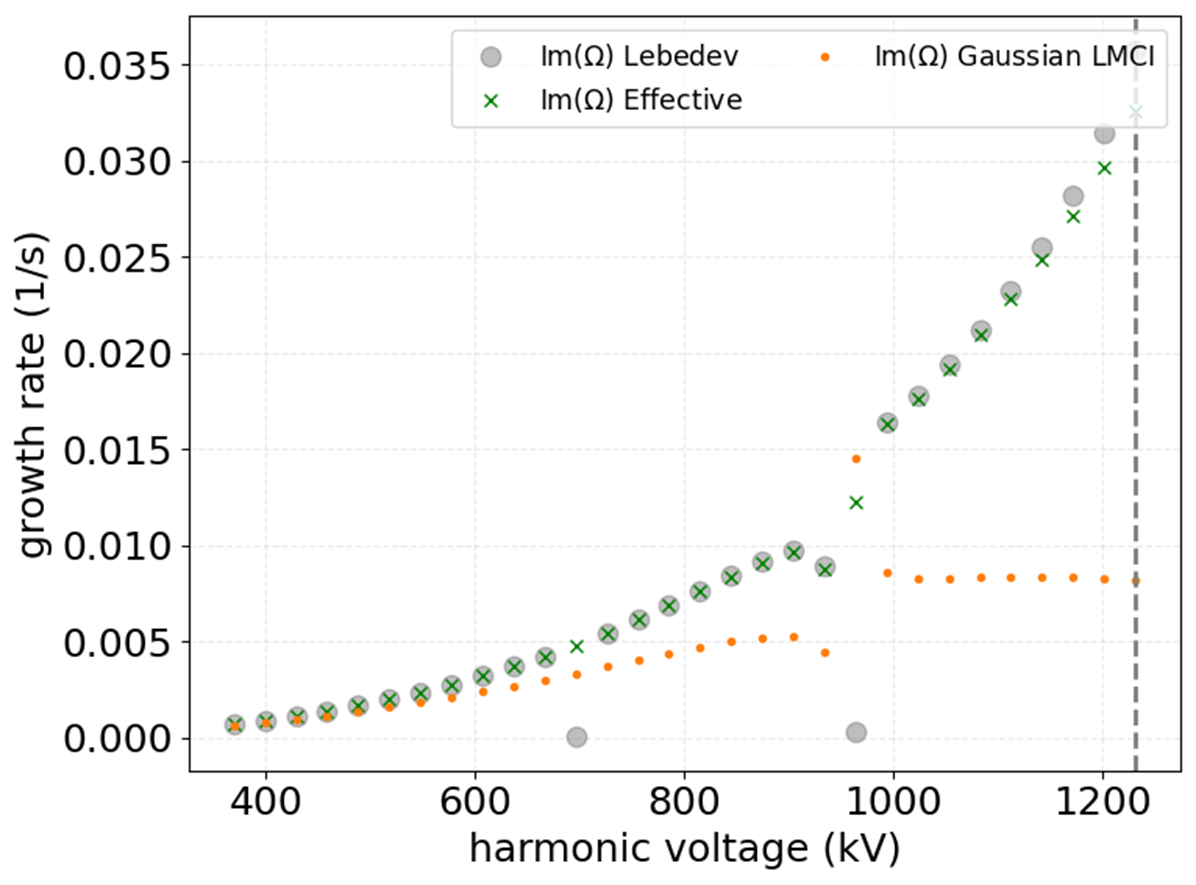 Im(Ω) Lebedev
Im(Ω) Effective
Im(Ω) Gaussian LMCI
growth rate (1/s)
0.035
0.030
0.025
0.020
0.015
0.010
0.005
0.000
400 600 800 1000 1200
harmonic voltage (kV)